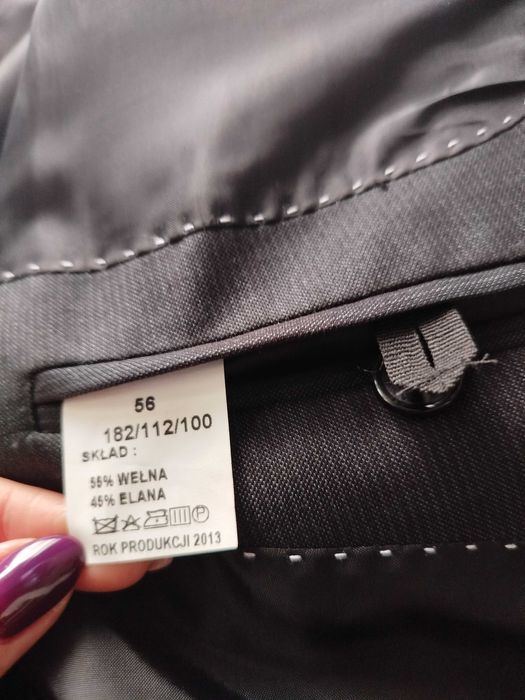 56
182/112/100
SKŁAD :
55% WEŁNA
45% ELANA
P
ROK PRODUKCJI 2013